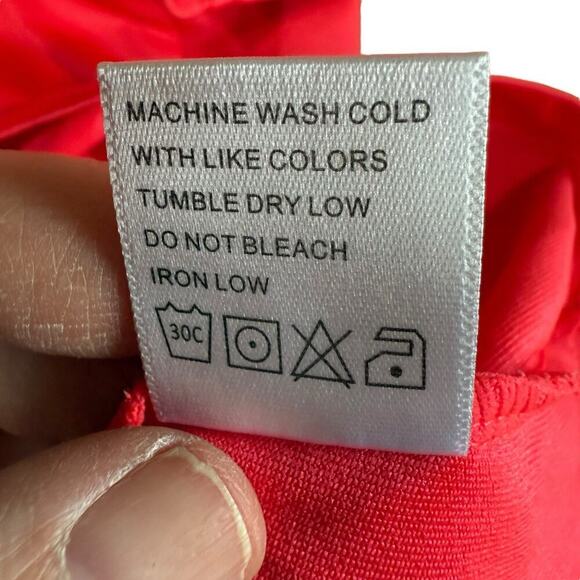 MACHINE WASH COLD
WITH LIKE COLORS
TUMBLE DRY LOW
DO NOT BLEACH
IRON LOW
30C